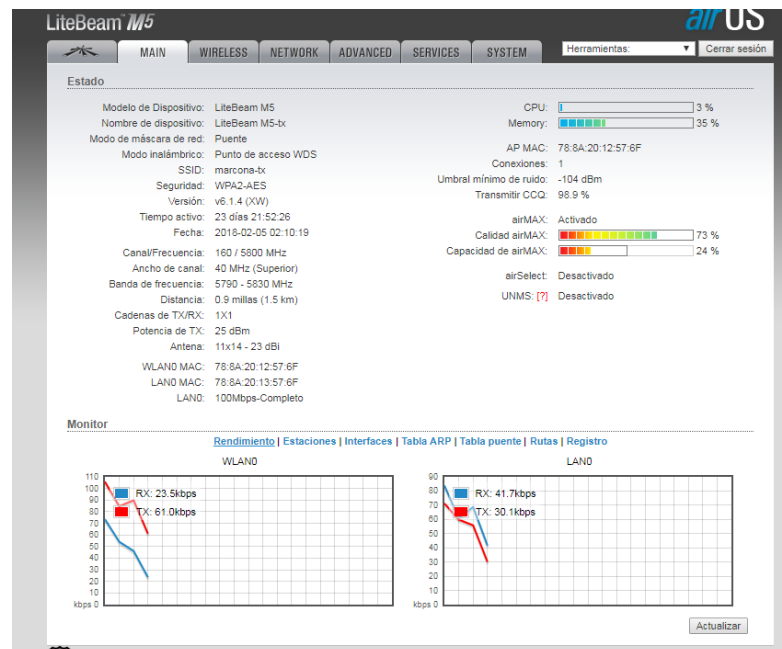 LiteBeam M5
airOS
MAIN WIRELESS NETWORK ADVANCED SERVICES SYSTEM Herramientas: Cerrar sesión
Estado
Modelo de Dispositivo: LiteBeam M5
Nombre de dispositivo: LiteBeam M5-tx
Modo de máscara de red: Puente
Modo inalámbrico: Punto de acceso WDS
SSID: marcona-tx
Seguridad: WPA2-AES
Versión: v6.1.4 (XW)
Tiempo activo: 23 días 21:52:26
Fecha: 2018-02-05 02:10:19
Canal/Frecuencia: 160 / 5800 MHz
Ancho de canal: 40 MHz (Superior)
Banda de frecuencia: 5790 - 5830 MHz
Distancia: 0.9 millas (1.5 km)
Cadenas de TX/RX: 1X1
Potencia de TX: 25 dBm
Antena: 11x14 - 23 dBi
WLAN0 MAC: 78:8A:20:12:57:6F
LAN0 MAC: 78:8A:20:13:57:6F
LAN0: 100Mbps-Completo
CPU: 3 %
Memory: 35 %
AP MAC: 78:8A:20:12:57:6F
Conexiones: 1
Umbral mínimo de ruido: -104 dBm
Transmitir CCQ: 98.9 %
airMAX: Activado
Calidad airMAX: 73 %
Capacidad de airMAX: 24 %
airSelect: Desactivado
UNMS: [?] Desactivado
Monitor
Rendimiento | Estaciones | Interfaces | Tabla ARP | Tabla puente | Rutas | Registro
WLAN0
110
100
90
80
70
60
50
40
30
20
10
kbps 0
RX: 23.5kbps
TX: 61.0kbps
LAN0
90
80
70
60
50
40
30
20
10
kbps 0
RX: 41.7kbps
TX: 30.1kbps
Actualizar